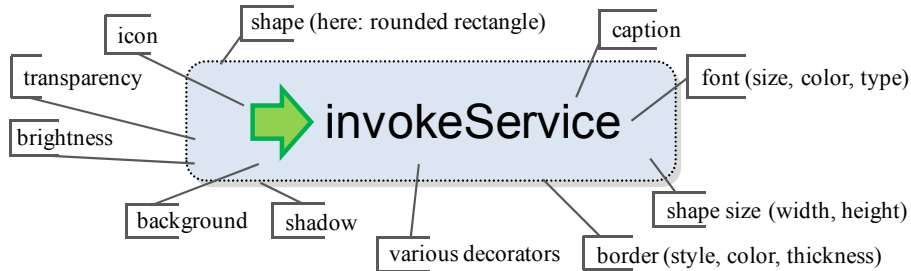 shape (here: rounded rectangle)
icon
caption
transparency
font (size, color, type)
invokeService
brightness
background
shadow
shape size (width, height)
various decorators
border (style, color, thickness)